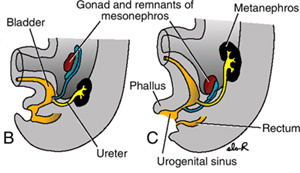 Gonad and remnants of
mesonephros
Metanephros
Bladder
Phallus
B
Ureter
C
Rectum
Urogenital sinus